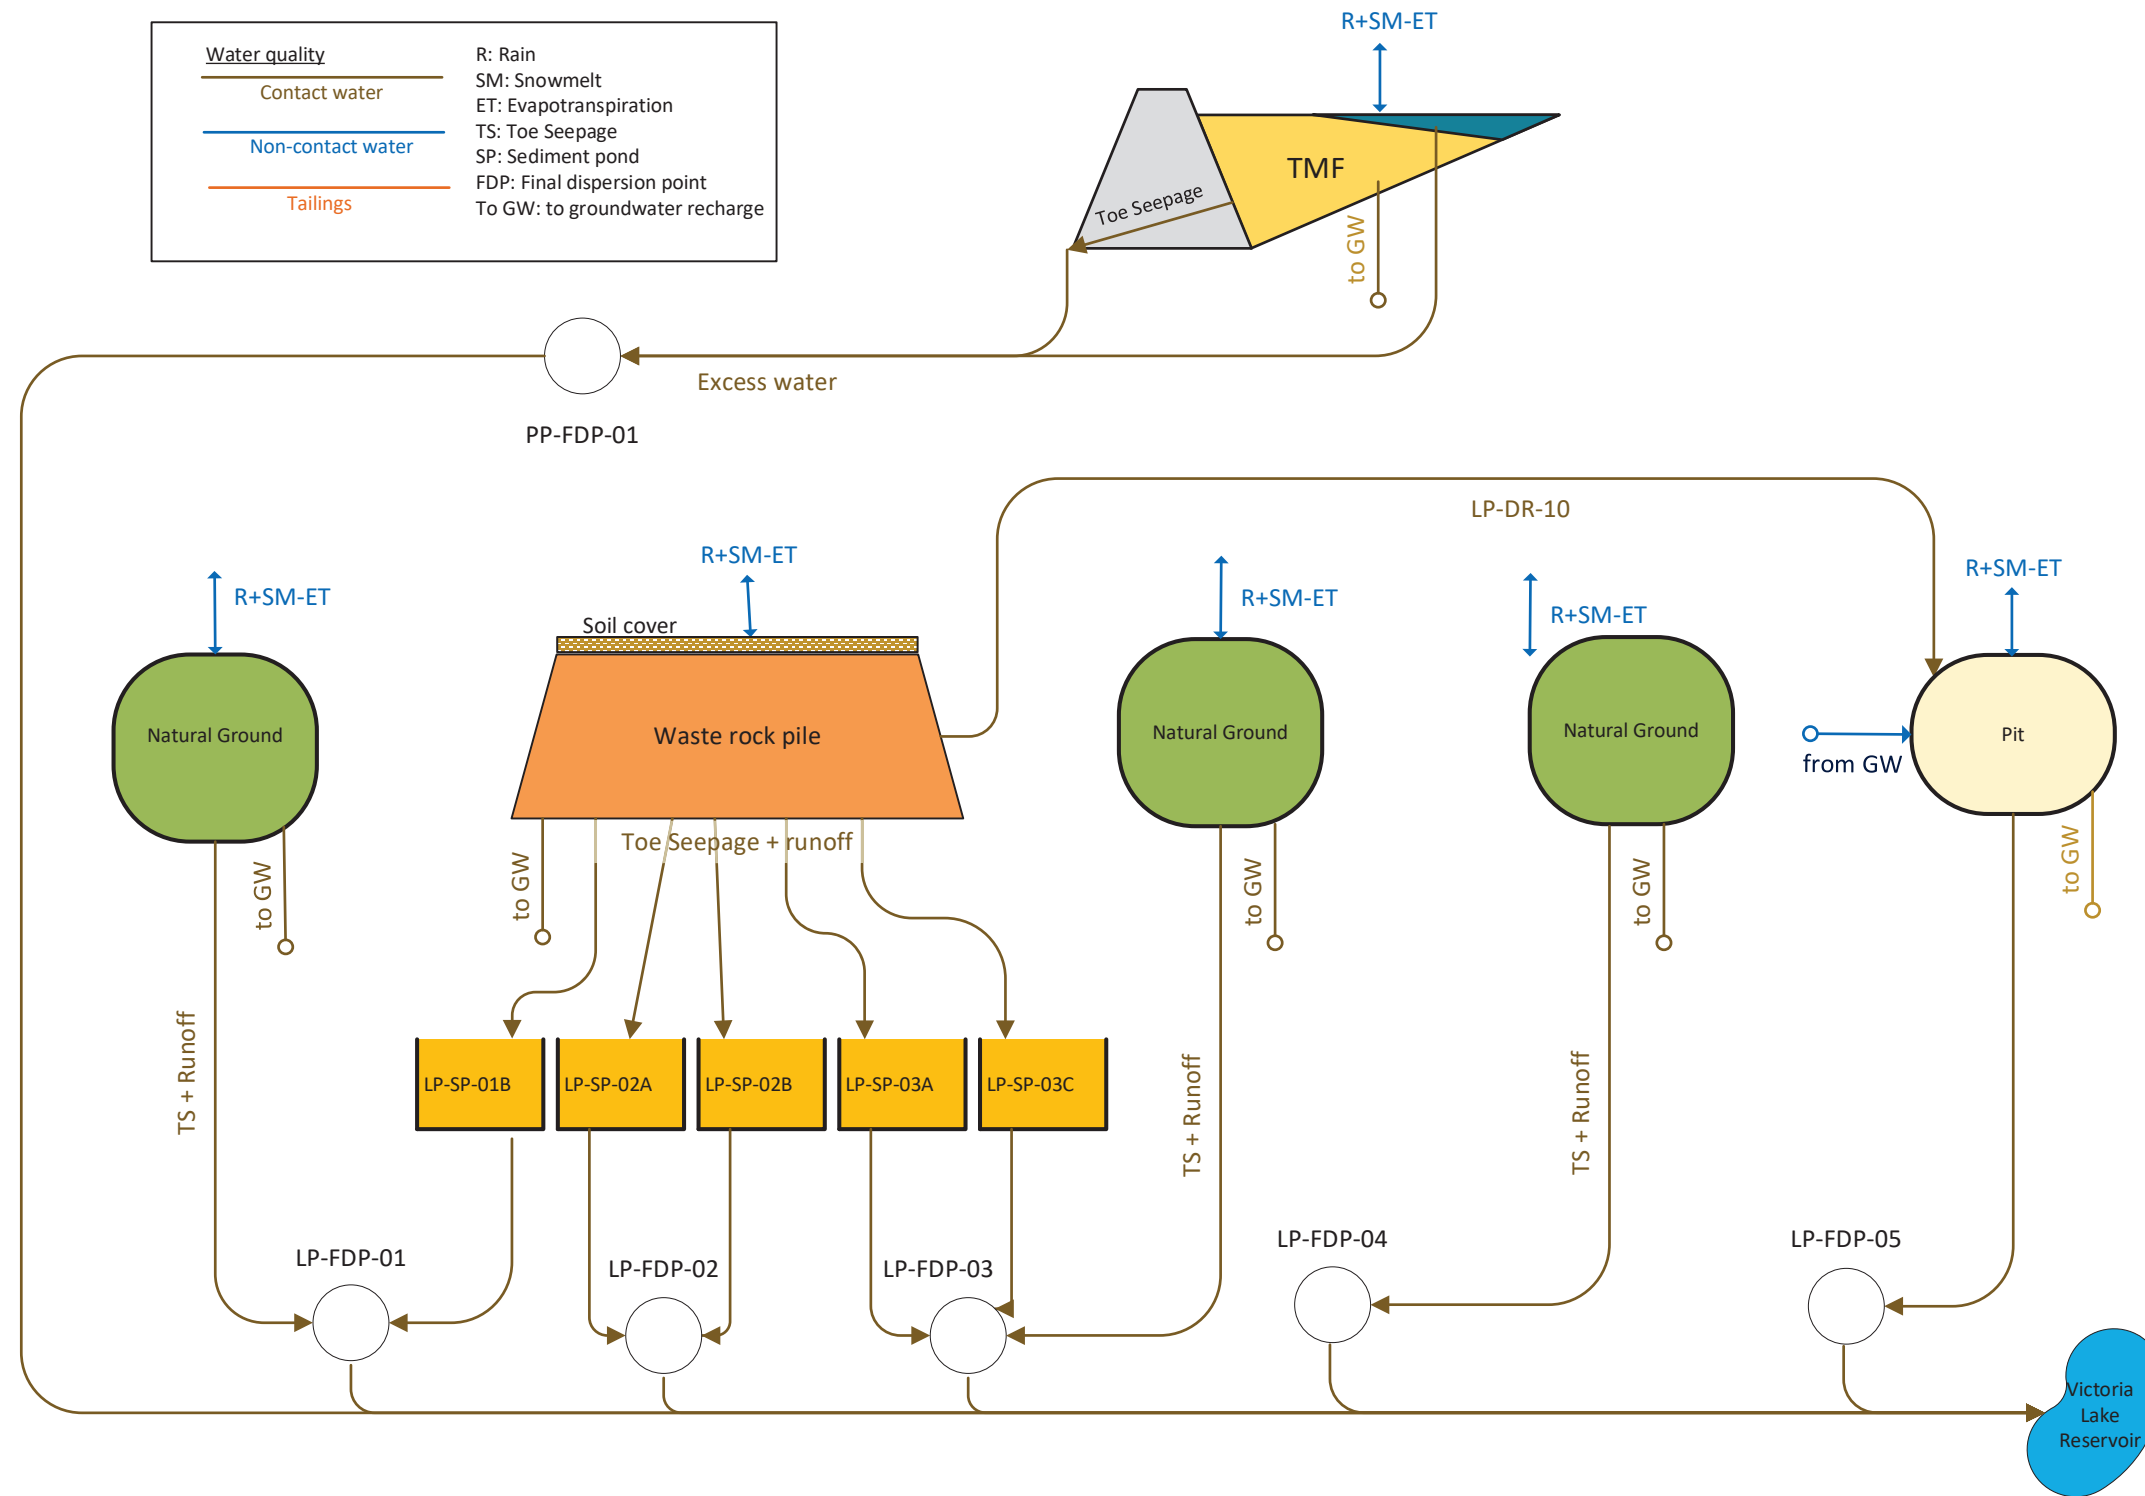 Water quality
Contact water
Non-contact water
Tailings
R: Rain
SM: Snowmelt
ET: Evapotranspiration
TS: Toe Seepage
SP: Sediment pond
FDP: Final dispersion point
To GW: to groundwater recharge
R+SM-ET
TMF
Toe Seepage
to GW
Excess water
PP-FDP-01
LP-DR-10
R+SM-ET
R+SM-ET
R+SM-ET
R+SM-ET
R+SM-ET
Soil cover
Natural Ground
Waste rock pile
Natural Ground
Natural Ground
Pit
from GW
Toe Seepage + runoff
to GW
to GW
to GW
to GW
to GW
TS + Runoff
LP-SP-01B
LP-SP-02A
LP-SP-02B
LP-SP-03A
LP-SP-03C
TS + Runoff
TS + Runoff
LP-FDP-01
LP-FDP-02
LP-FDP-03
LP-FDP-04
LP-FDP-05
Victoria
Lake
Reservoir